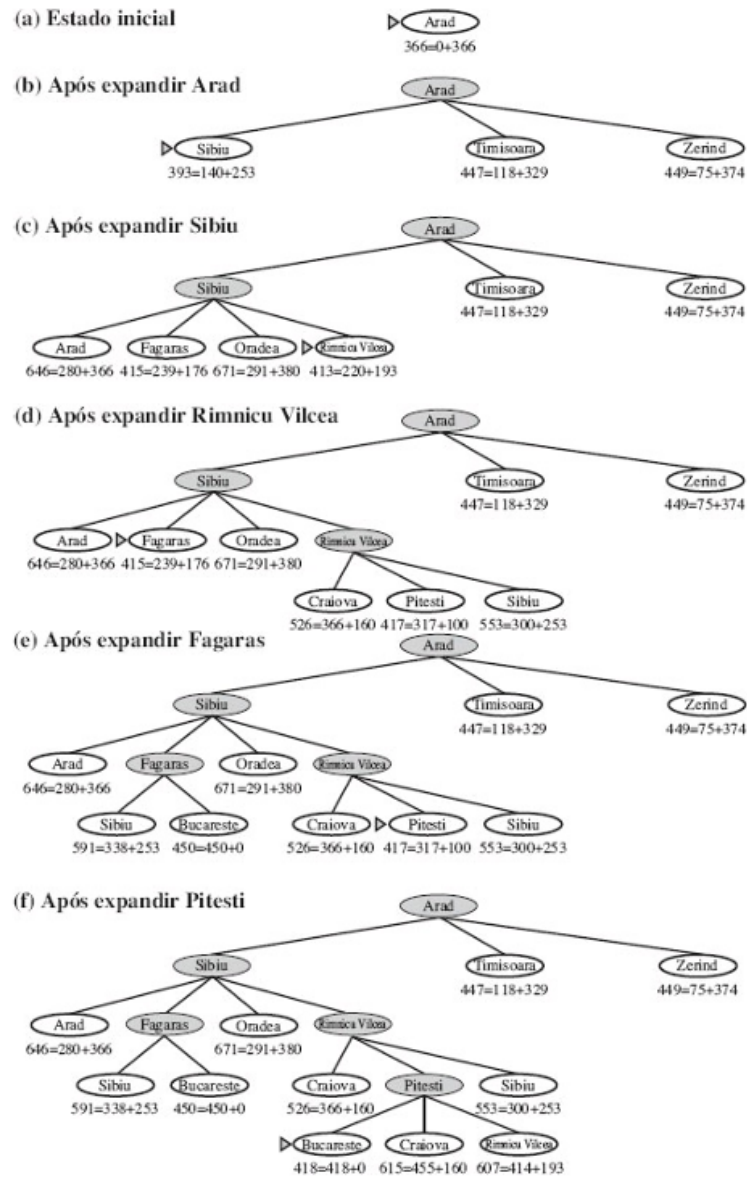 (a) Estado inicial
Arad
366=0+366
(b) Após expandir Arad
Arad
Sibiu Timisoara Zerind
393=140+253 447=118+329 449=75+374
(c) Após expandir Sibiu
Arad
Sibiu Timisoara Zerind
447=118+329 449=75+374
Arad Fagaras Oradea Rimnicu Vilcea
646=280+366 415=239+176 671=291+380 413=220+193
(d) Após expandir Rimnicu Vilcea
Arad
Sibiu Timisoara Zerind
447=118+329 449=75+374
Arad Fagaras Oradea Rimnicu Vilcea
646=280+366 415=239+176 671=291+380
Craiova Pitesti Sibiu
526=366+160 417=317+100 553=300+253
(e) Após expandir Fagaras
Arad
Sibiu Timisoara Zerind
447=118+329 449=75+374
Arad Fagaras Oradea Rimnicu Vilcea
646=280+366 671=291+380
Sibiu Bucareste Craiova Pitesti Sibiu
591=338+253 450=450+0 526=366+160 417=317+100 553=300+253
(f) Após expandir Pitesti
Arad
Sibiu Timisoara Zerind
447=118+329 449=75+374
Arad Fagaras Oradea Rimnicu Vilcea
646=280+366 671=291+380
Sibiu Bucareste Craiova Pitesti Sibiu
591=338+253 450=450+0 526=366+160 553=300+253
Bucareste Craiova Rimnicu Vilcea
418=418+0 615=455+160 607=414+193